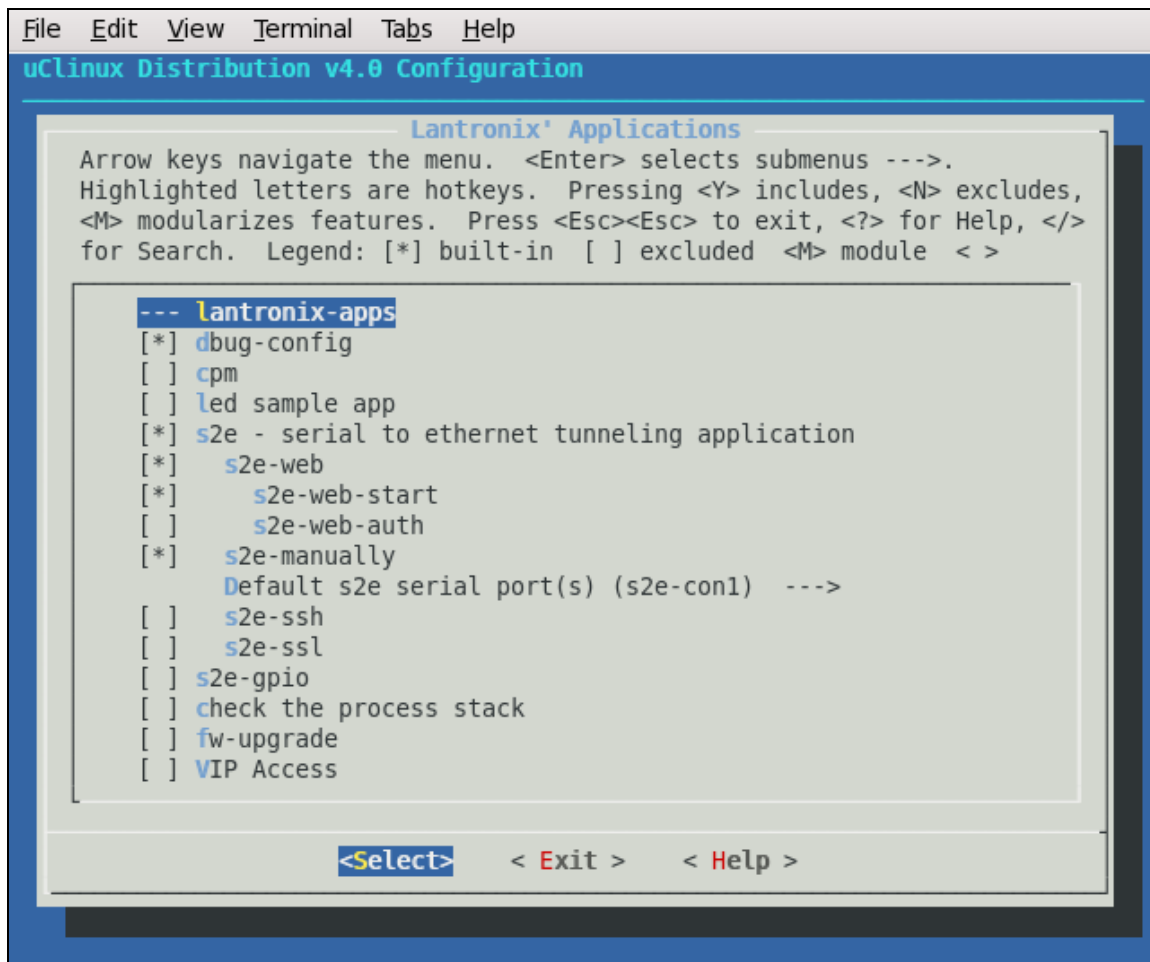 File Edit View Terminal Tabs Help
uClinux Distribution v4.0 Configuration
Lantronix' Applications
Arrow keys navigate the menu. <Enter> selects submenus --->.
Highlighted letters are hotkeys. Pressing <Y> includes, <N> excludes,
<M> modularizes features. Press <Esc><Esc> to exit, <?> for Help, </>
for Search. Legend: [*] built-in [ ] excluded <M> module < >
--- lantronix-apps
[*] dbug-config
[ ] cpm
[ ] led sample app
[*] s2e - serial to ethernet tunneling application
[*] s2e-web
[*] s2e-web-start
[ ] s2e-web-auth
[*] s2e-manually
Default s2e serial port(s) (s2e-con1) --->
[ ] s2e-ssh
[ ] s2e-ssl
[ ] s2e-gpio
[ ] check the process stack
[ ] fw-upgrade
[ ] VIP Access
<Select> < Exit > < Help >